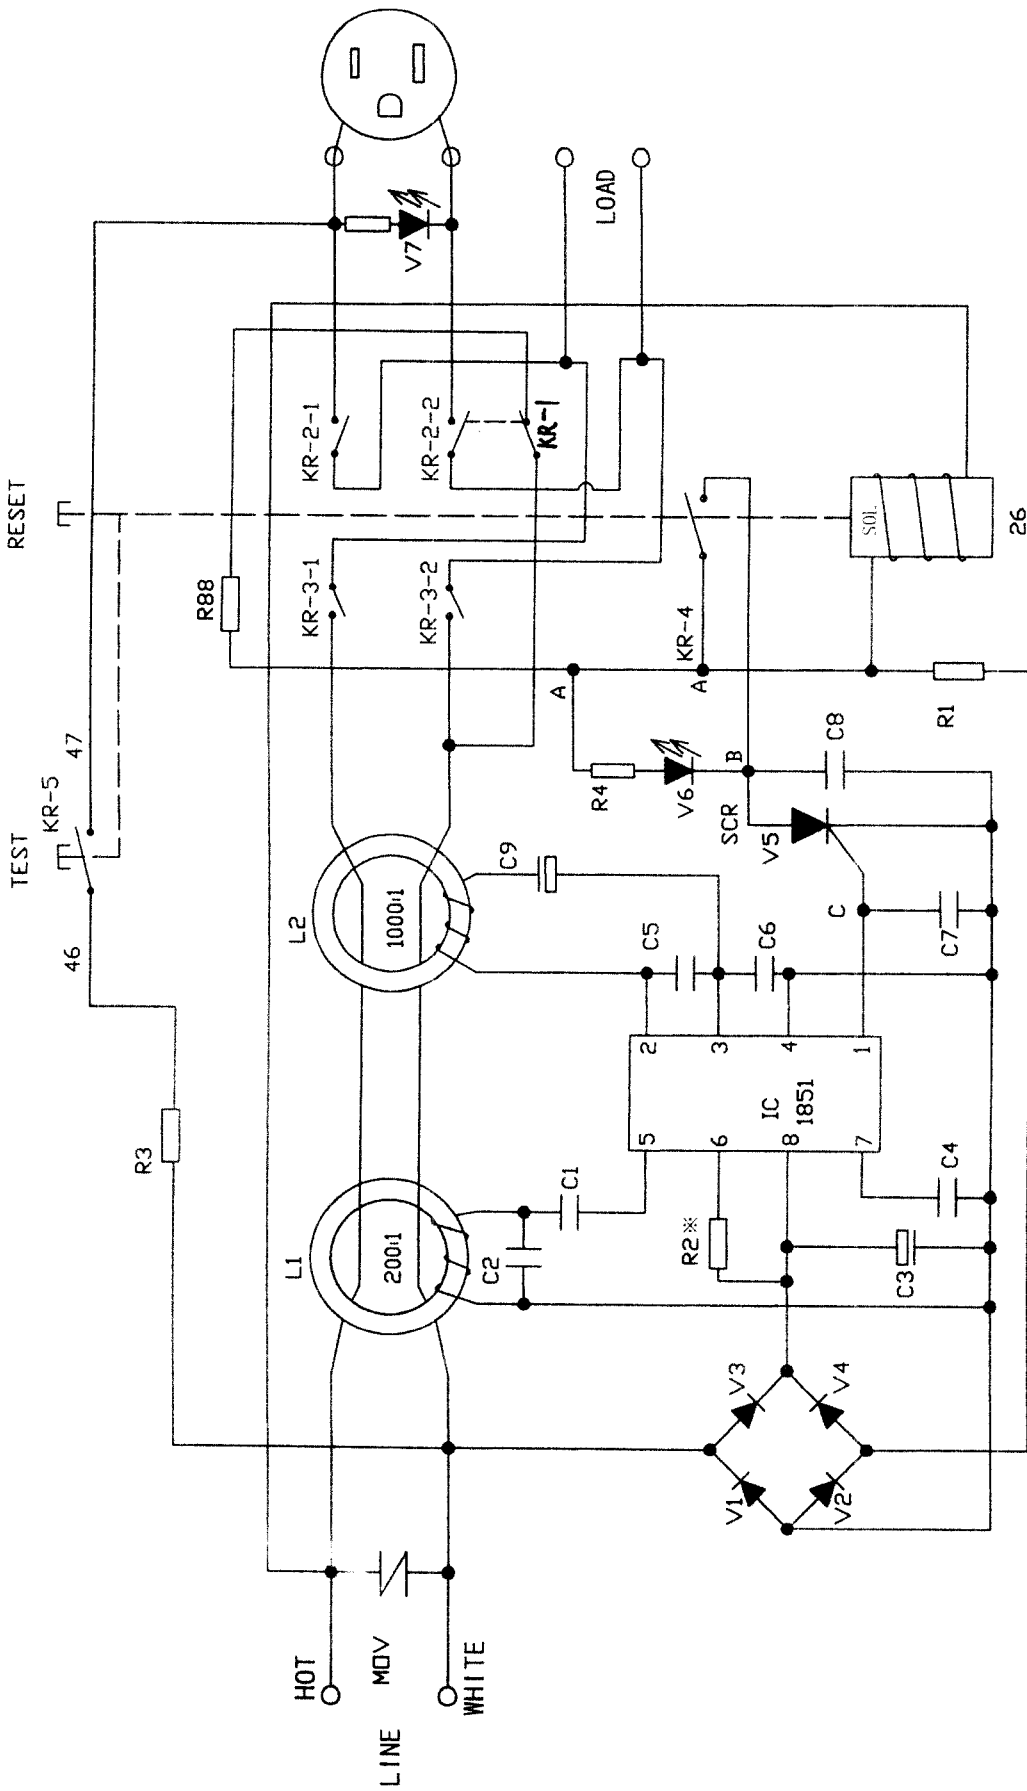 RESET
TEST
KR-5
47
46
R3
R88
KR-2-1
KR-2-2
KR-1
KR-3-1
KR-3-2
KR-4
V7
LOAD
L2
1000:1
L1
200:1
C9
C5
C6
C1
C2
2
3
4
1
5
6
8
7
IC
1851
R2※
C3
C4
C7
C8
C
SCR
V5
V6
R4
B
A
A
R1
SOL
26
V1
V2
V3
V4
HOT
MOV
WHITE
LINE